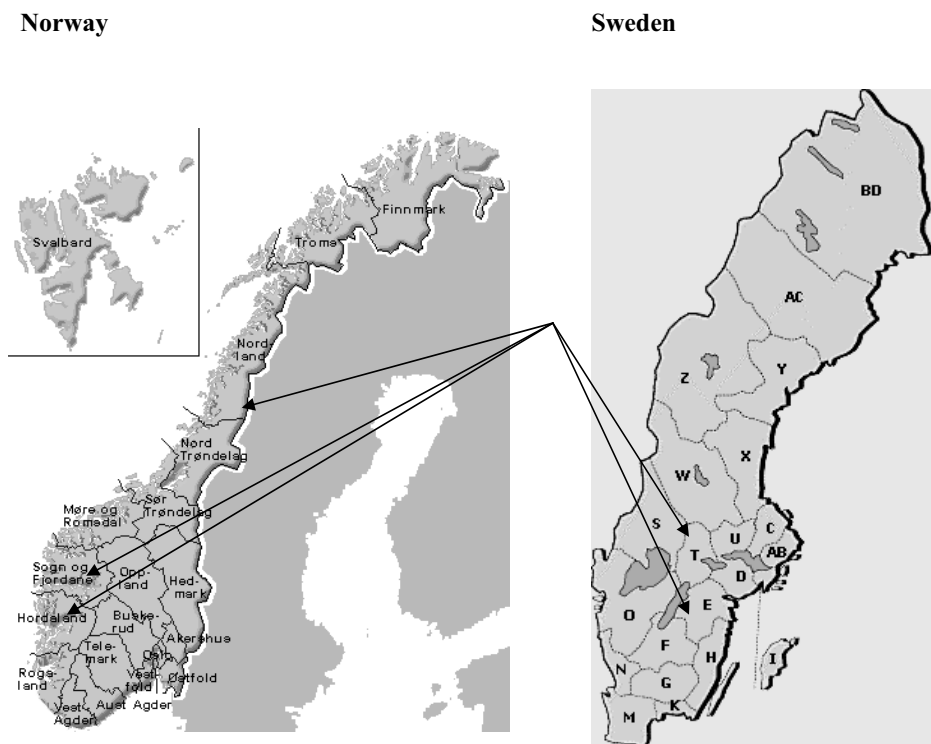 Norway
Sweden
Svalbard
Finnmark
Troms
Nord-
land
Nord
Trøndelag
Sør
Trøndelag
Møre og
Romsdal
Sogn og
Fjordane
Opp-
land
Hed-
mark
Hordaland
Buske-
rud
Akershus
Oslo
Tele-
mark
Vest-
fold
Østfold
Roga-
land
Vest
Agder
Aust Agder
BD
AC
Y
Z
X
W
S
C
U
AB
T
D
E
O
F
H
I
N
G
K
M